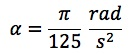 α = π/125 rad/s²